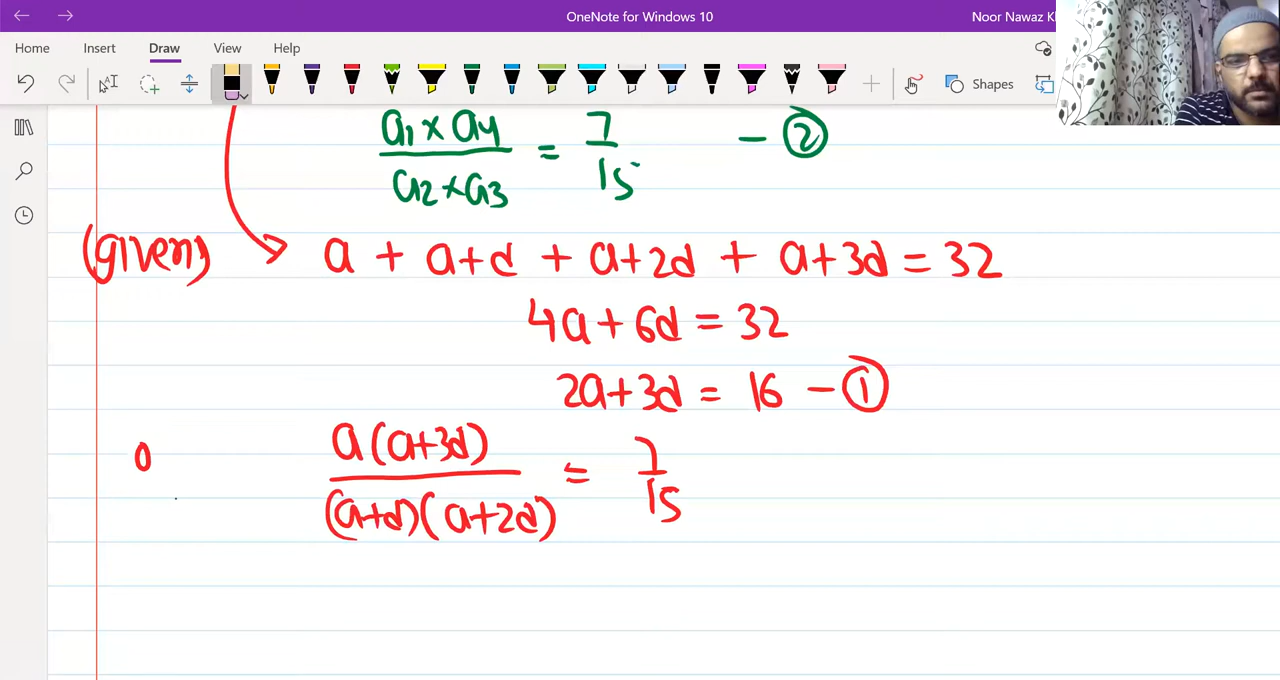 OneNote for Windows 10
Noor Nawaz K
Home Insert Draw View Help
Shapes
a1 × a4 / a2 × a3 = 7/15 — ②
(given) a + a+d + a+2d + a+3d = 32
4a + 6d = 32
2a+3d = 16 — ①
0
a(a+3d) / (a+d)(a+2d) = 7/15